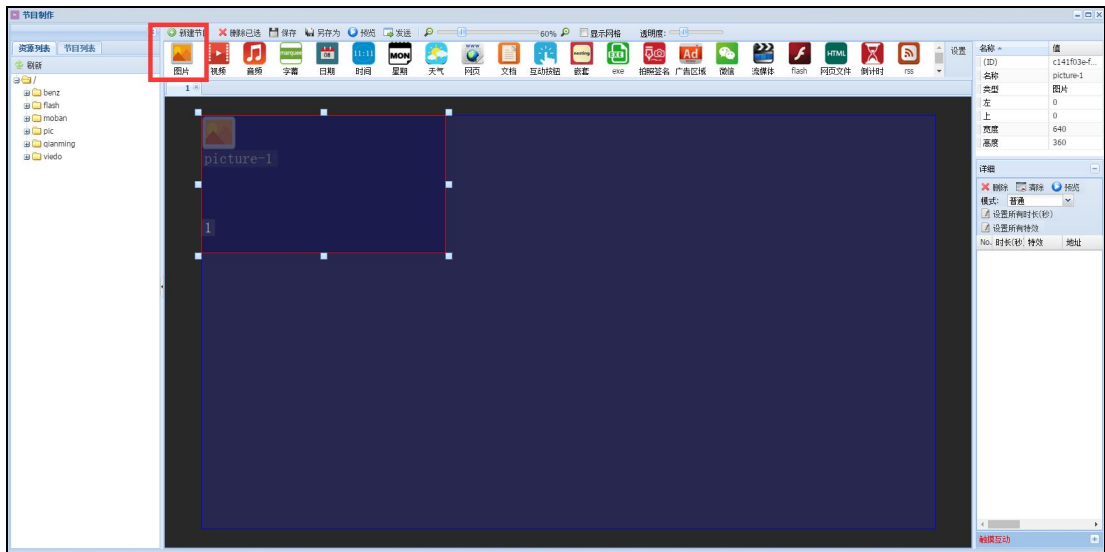 节目制作
新建节目 删除已选 保存 另存为 预览 发送 60% 显示网格 透明度:
资源列表 节目列表
刷新
/
benz
flash
moban
pic
qianming
viedo
marquee 08 11:11 MON WWW nesting EXE Ad HTML
图片 视频 音频 字幕 日期 时间 星期 天气 网页 文档 互动按钮 嵌套 exe 拍照签名 广告区域 微信 流媒体 flash 网页文件 倒计时 rss
设置
1
picture-1
1
名称 值
(ID) c141f03e-f...
名称 picture-1
类型 图片
左 0
上 0
宽度 640
高度 360
详细
删除 清除 预览
模式: 普通
设置所有时长(秒)
设置所有特效
No. 时长(秒) 特效 地址
触摸互动